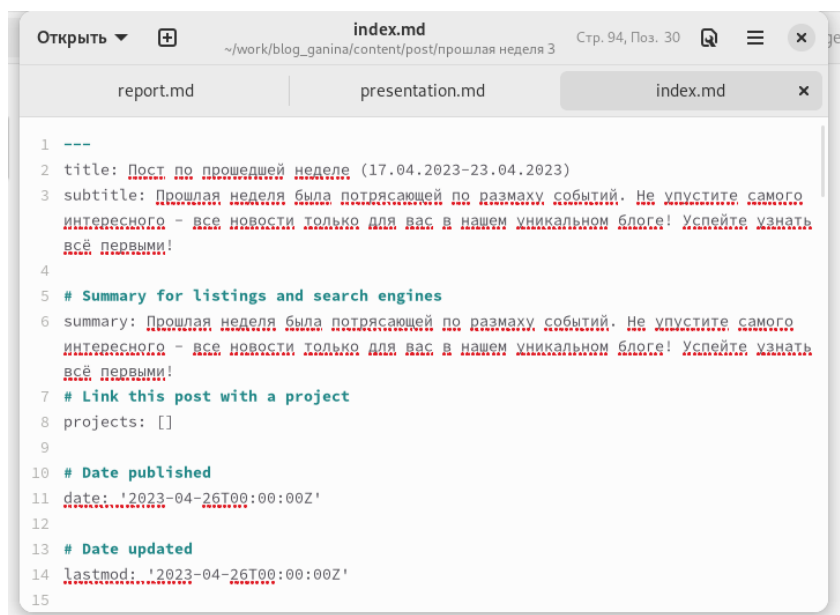 Открыть
index.md
~/work/blog_ganina/content/post/прошлая неделя 3
Стр. 94, Поз. 30
report.md
presentation.md
index.md
1 ---
2 title: Пост по прошедшей неделе (17.04.2023-23.04.2023)
3 subtitle: Прошлая неделя была потрясающей по размаху событий. Не упустите самого
интересного - все новости только для вас в нашем уникальном блоге! Успейте узнать
всё первыми!
4
5 # Summary for listings and search engines
6 summary: Прошлая неделя была потрясающей по размаху событий. Не упустите самого
интересного - все новости только для вас в нашем уникальном блоге! Успейте узнать
всё первыми!
7 # Link this post with a project
8 projects: []
9
10 # Date published
11 date: '2023-04-26T00:00:00Z'
12
13 # Date updated
14 lastmod: '2023-04-26T00:00:00Z'
15